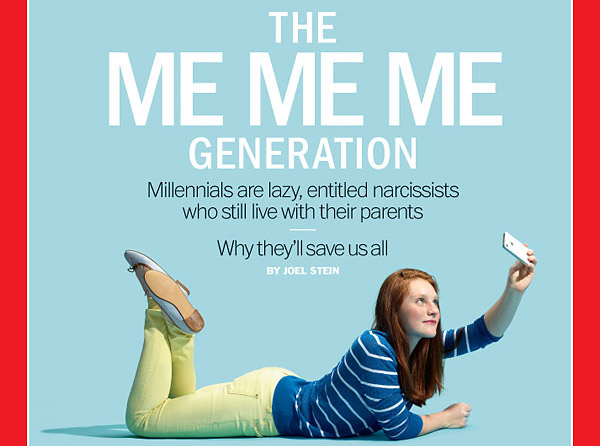 THE
ME ME ME
GENERATION
Millennials are lazy, entitled narcissists
who still live with their parents
Why they'll save us all
BY JOEL STEIN